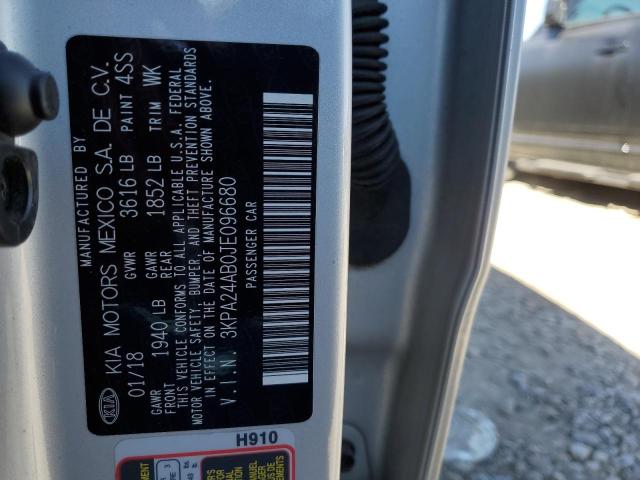 MANUFACTURED BY
KIA KIA MOTORS MEXICO S.A. DE C.V.
01/18 GVWR 3616 LB PAINT 4SS
GAWR FRONT 1940 LB GAWR REAR 1852 LB TRIM WK
THIS VEHICLE CONFORMS TO ALL APPLICABLE U.S.A. FEDERAL
MOTOR VEHICLE SAFETY, BUMPER, AND THEFT PREVENTION STANDARDS
IN EFFECT ON THE DATE OF MANUFACTURE SHOWN ABOVE.
V.I.N. 3KPA24AB0JE096680
PASSENGER CAR
H910